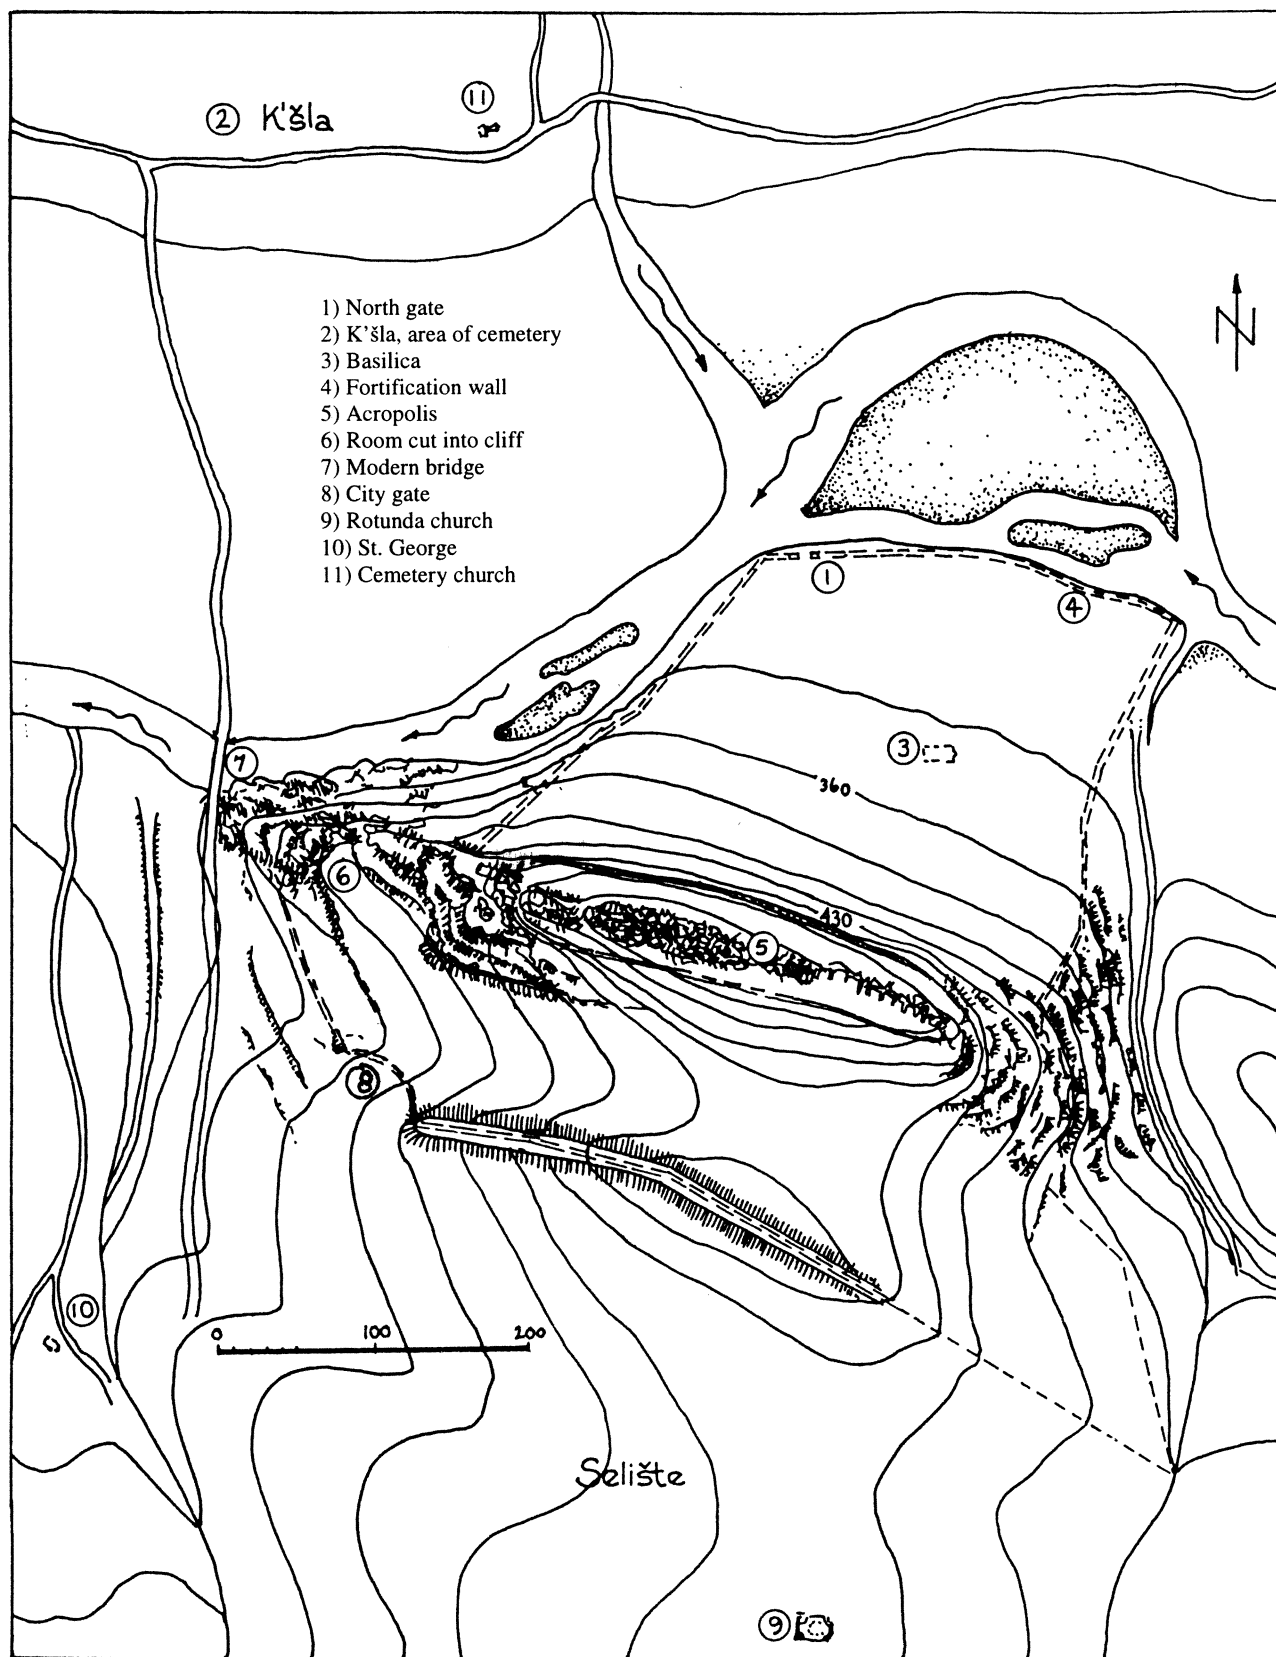 11
2 K'šla
1) North gate
2) K’šla, area of cemetery
3) Basilica
4) Fortification wall
5) Acropolis
6) Room cut into cliff
7) Modern bridge
8) City gate
9) Rotunda church
10) St. George
11) Cemetery church
N
1
4
3
7
360
6
430
5
8
10
0 100 200
Selište
9